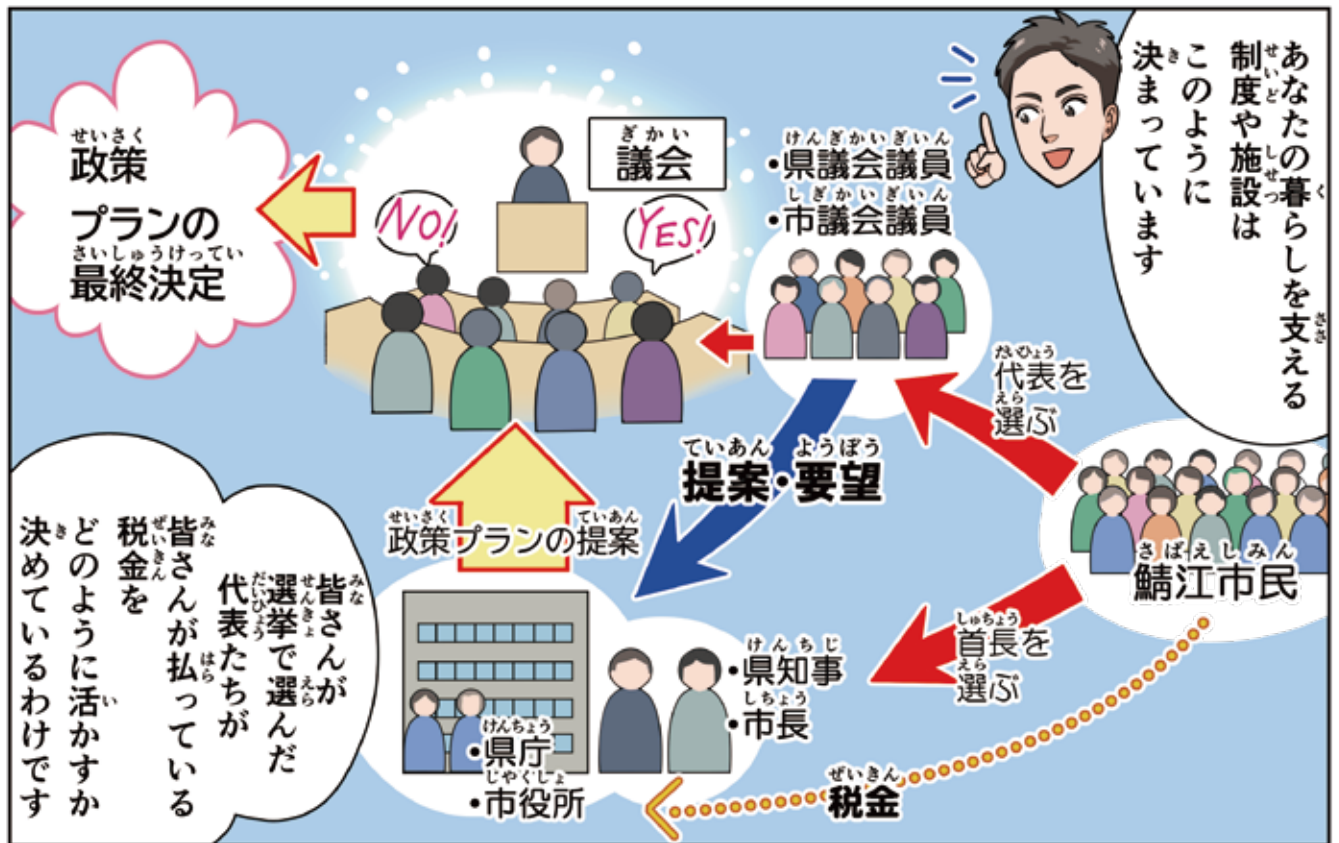 あなたの暮らしを支える
制度や施設は
このように
決まっています
・県議会議員
・市議会議員
議会
NO!
YES!
政策
プランの
最終決定
代表を
選ぶ
提案・要望
政策プランの提案
鯖江市民
首長を
選ぶ
・県知事
・市長
・県庁
・市役所
税金
皆さんが
選挙で選んだ
代表たちが
皆さんが払っている
税金を
どのように活かすか
決めているわけです